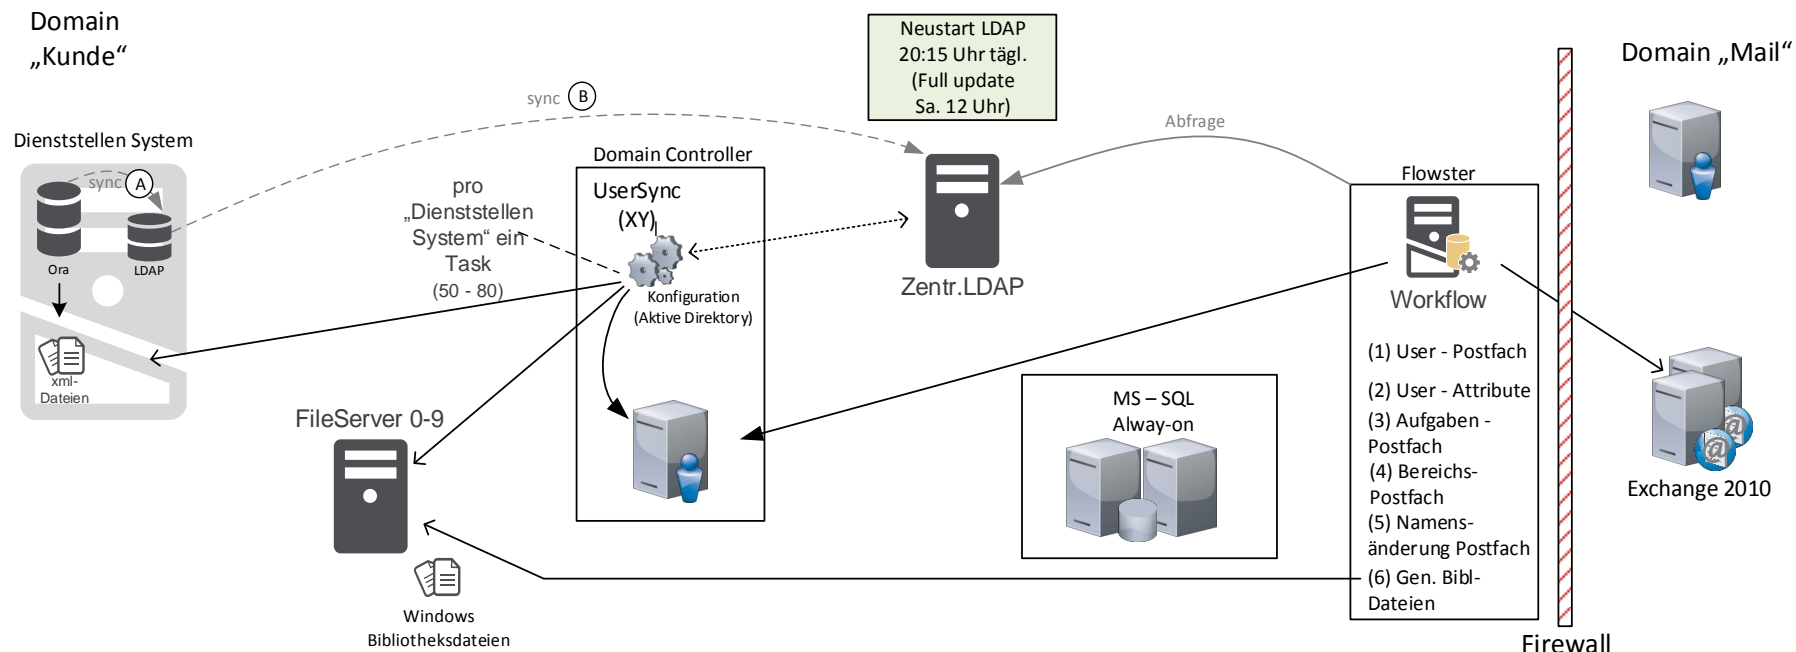 Domain
„Kunde“
Neustart LDAP
20:15 Uhr tägl.
(Full update
Sa. 12 Uhr)
Domain „Mail“
sync B
Abfrage
Dienststellen System
sync A
Ora
LDAP
xml-
Dateien
pro
„Dienststellen
System“ ein
Task
(50 - 80)
Domain Controller
UserSync
(XY)
Konfiguration
(Aktive Direktory)
Zentr.LDAP
FileServer 0-9
Windows
Bibliotheksdateien
MS – SQL
Alway-on
Flowster
Workflow
(1) User - Postfach
(2) User - Attribute
(3) Aufgaben -
Postfach
(4) Bereichs-
Postfach
(5) Namens-
änderung Postfach
(6) Gen. Bibl-
Dateien
Firewall
Exchange 2010